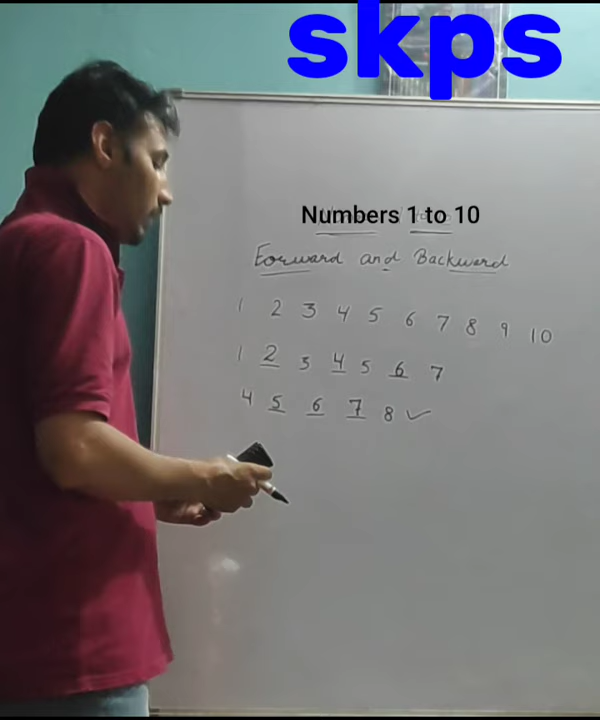 skps
Numbers 1 to 10
Forward and Backward
1 2 3 4 5 6 7 8 9 10
1 2 3 4 5 6 7
4 5 6 7 8 ✓